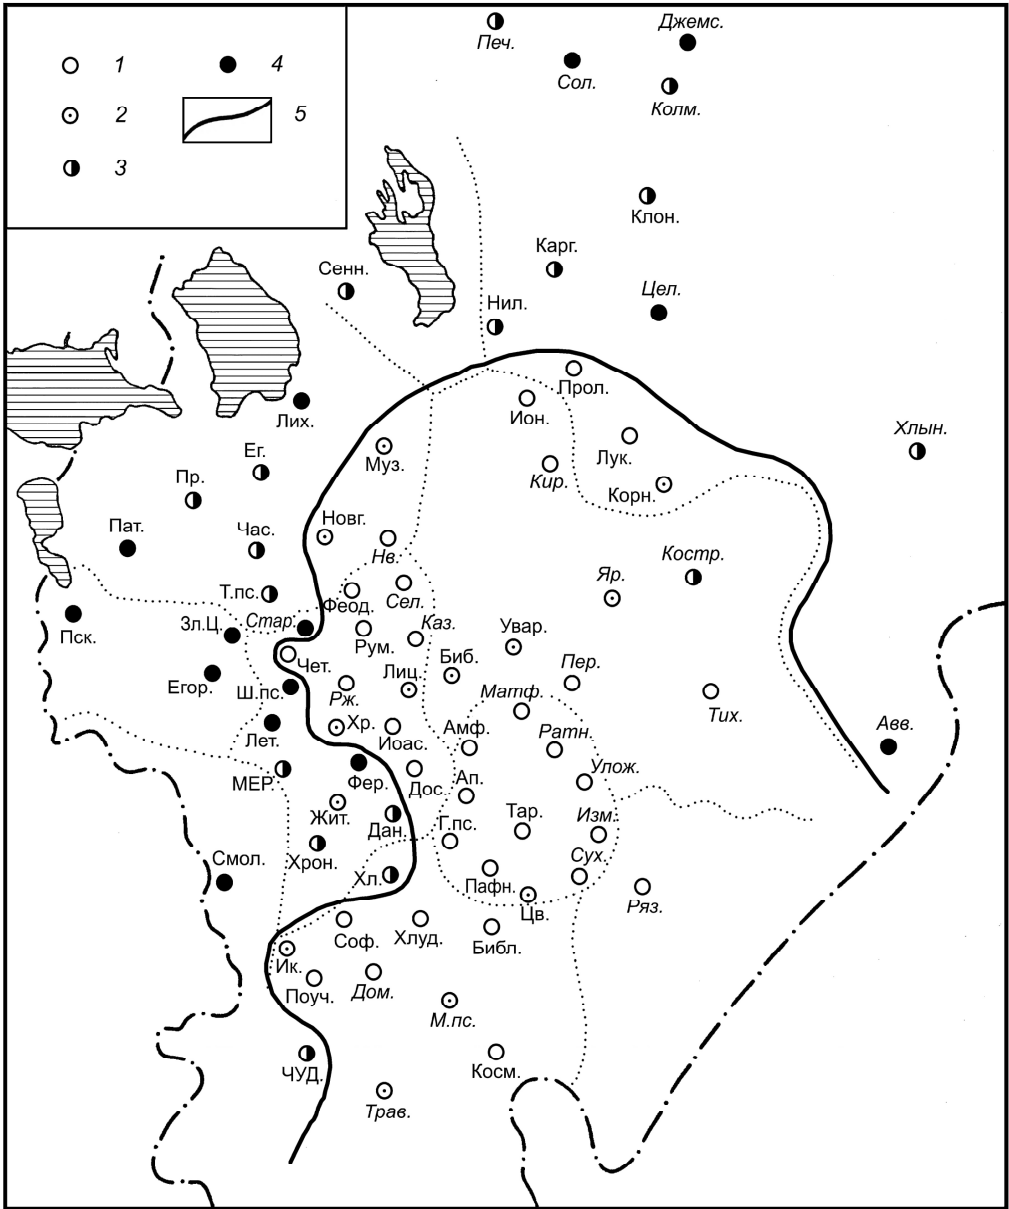 Печ.
Джемс.
Сол.
Колм.
1
4
2
5
3
Клон.
Карг.
Сенн.
Цел.
Нил.
Прол.
Ион.
Лих.
Хлын.
Лук.
Муз.
Ег.
Кир.
Пр.
Корн.
Новг.
Пат.
Час.
Нв.
Костр.
Яр.
Т.пс.
Феод.
Сел.
Пск.
Зл.Ц.
Стар.
Рум.
Каз.
Увар.
Чет.
Биб.
Пер.
Егор.
Ш.пс.
Рж.
Лиц.
Матф.
Тих.
Лет.
Хр.
Иоас.
Амф.
Ратн.
Авв.
МЕР.
Фер.
Дос.
Ап.
Улож.
Жит.
Дан.
Г.пс.
Тар.
Изм.
Смол.
Хрон.
Хл.
Пафн.
Сух.
Цв.
Ряз.
Соф.
Хлуд.
Библ.
Ик.
Поуч.
Дом.
М.пс.
ЧУД.
Косм.
Трав.